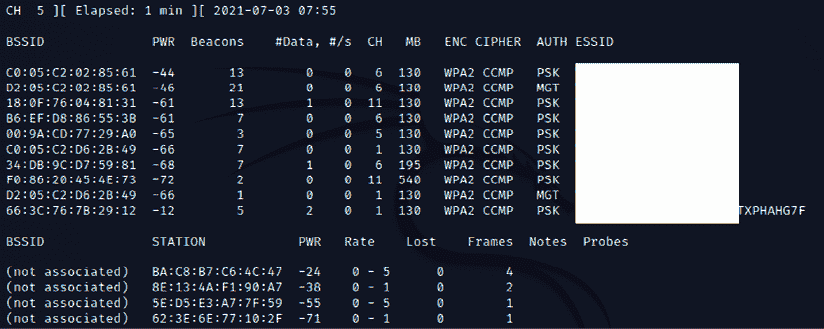 CH 5 ][ Elapsed: 1 min ][ 2021-07-03 07:55
BSSID PWR Beacons #Data, #/s CH MB ENC CIPHER AUTH ESSID
C0:05:C2:02:85:61 -44 13 0 0 6 130 WPA2 CCMP PSK
D2:05:C2:02:85:61 -46 21 0 0 6 130 WPA2 CCMP MGT
18:0F:76:04:81:31 -61 13 1 0 11 130 WPA2 CCMP PSK
B6:EF:D8:86:55:3B -61 7 0 0 6 130 WPA2 CCMP PSK
00:9A:CD:77:29:A0 -65 3 0 0 5 130 WPA2 CCMP PSK
C0:05:C2:D6:2B:49 -66 7 0 0 1 130 WPA2 CCMP PSK
34:DB:9C:D7:59:81 -68 7 1 0 6 195 WPA2 CCMP PSK
F0:86:20:45:4E:73 -72 2 0 0 11 540 WPA2 CCMP PSK
D2:05:C2:D6:2B:49 -66 1 0 0 1 130 WPA2 CCMP MGT
66:3C:76:7B:29:12 -12 5 2 0 1 130 WPA2 CCMP PSK TXPHAHG7F
BSSID STATION PWR Rate Lost Frames Notes Probes
(not associated) BA:C8:B7:C6:4C:47 -24 0 - 5 0 4
(not associated) 8E:13:4A:F1:90:A7 -38 0 - 1 0 2
(not associated) 5E:D5:E3:A7:7F:59 -55 0 - 5 0 1
(not associated) 62:3E:6E:77:10:2F -71 0 - 1 0 1